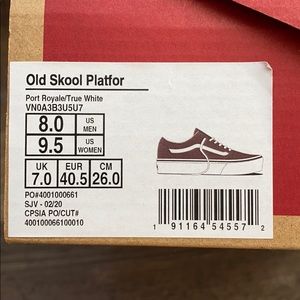 Old Skool Platfor
Port Royale/True White
VN0A3B3U5U7
8.0 US MEN
9.5 US WOMEN
UK EUR CM
7.0 40.5 26.0
PO#4001000661
SJV - 02/20
CPSIA PO/CUT#
400100066100010
1 91164 54557 2